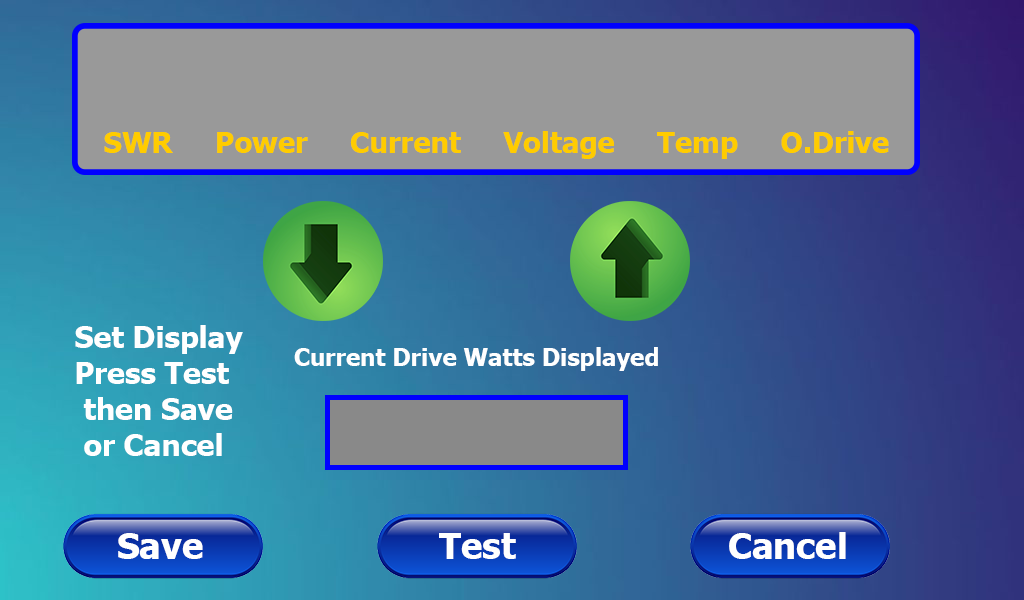 SWR Power Current Voltage Temp O.Drive
Set Display
Press Test
then Save
or Cancel
Current Drive Watts Displayed
Save Test Cancel